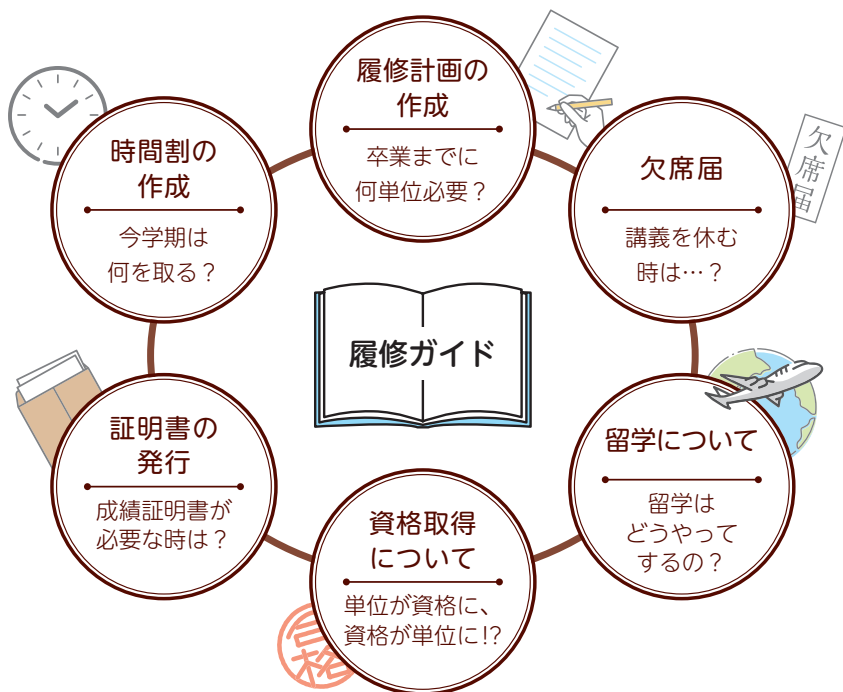 履修計画の
作成
卒業までに
何単位必要？
欠席届
講義を休む
時は…？
欠席届
留学について
留学は
どうやって
するの？
資格取得
について
単位が資格に、
資格が単位に!?
合格
証明書の
発行
成績証明書が
必要な時は？
時間割の
作成
今学期は
何を取る？
履修ガイド